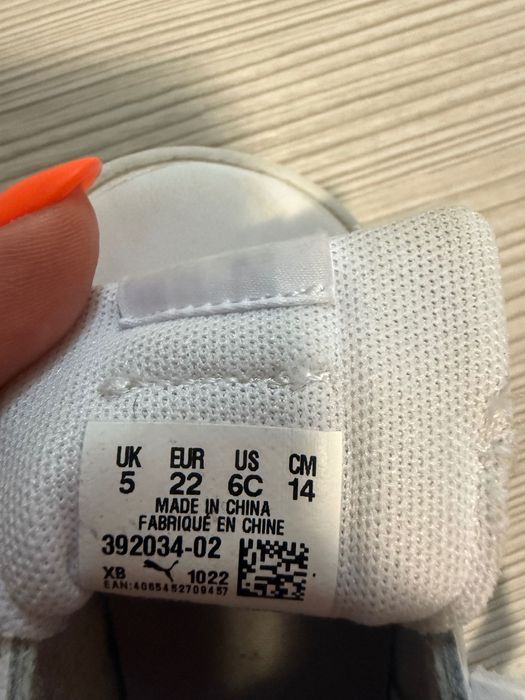 UK EUR US CM
5 22 6C 14
MADE IN CHINA
FABRIQUÉ EN CHINE
392034-02
XB 1022
EAN:4065452709457